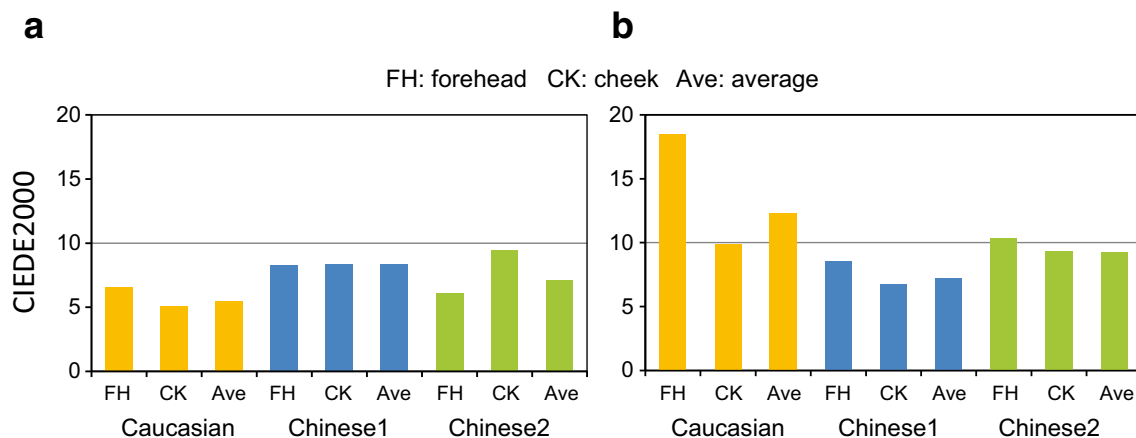 a b
FH: forehead CK: cheek Ave: average
CIEDE2000
20
15
10
5
0
FH CK Ave FH CK Ave FH CK Ave
Caucasian Chinese1 Chinese2
20
15
10
5
0
FH CK Ave FH CK Ave FH CK Ave
Caucasian Chinese1 Chinese2